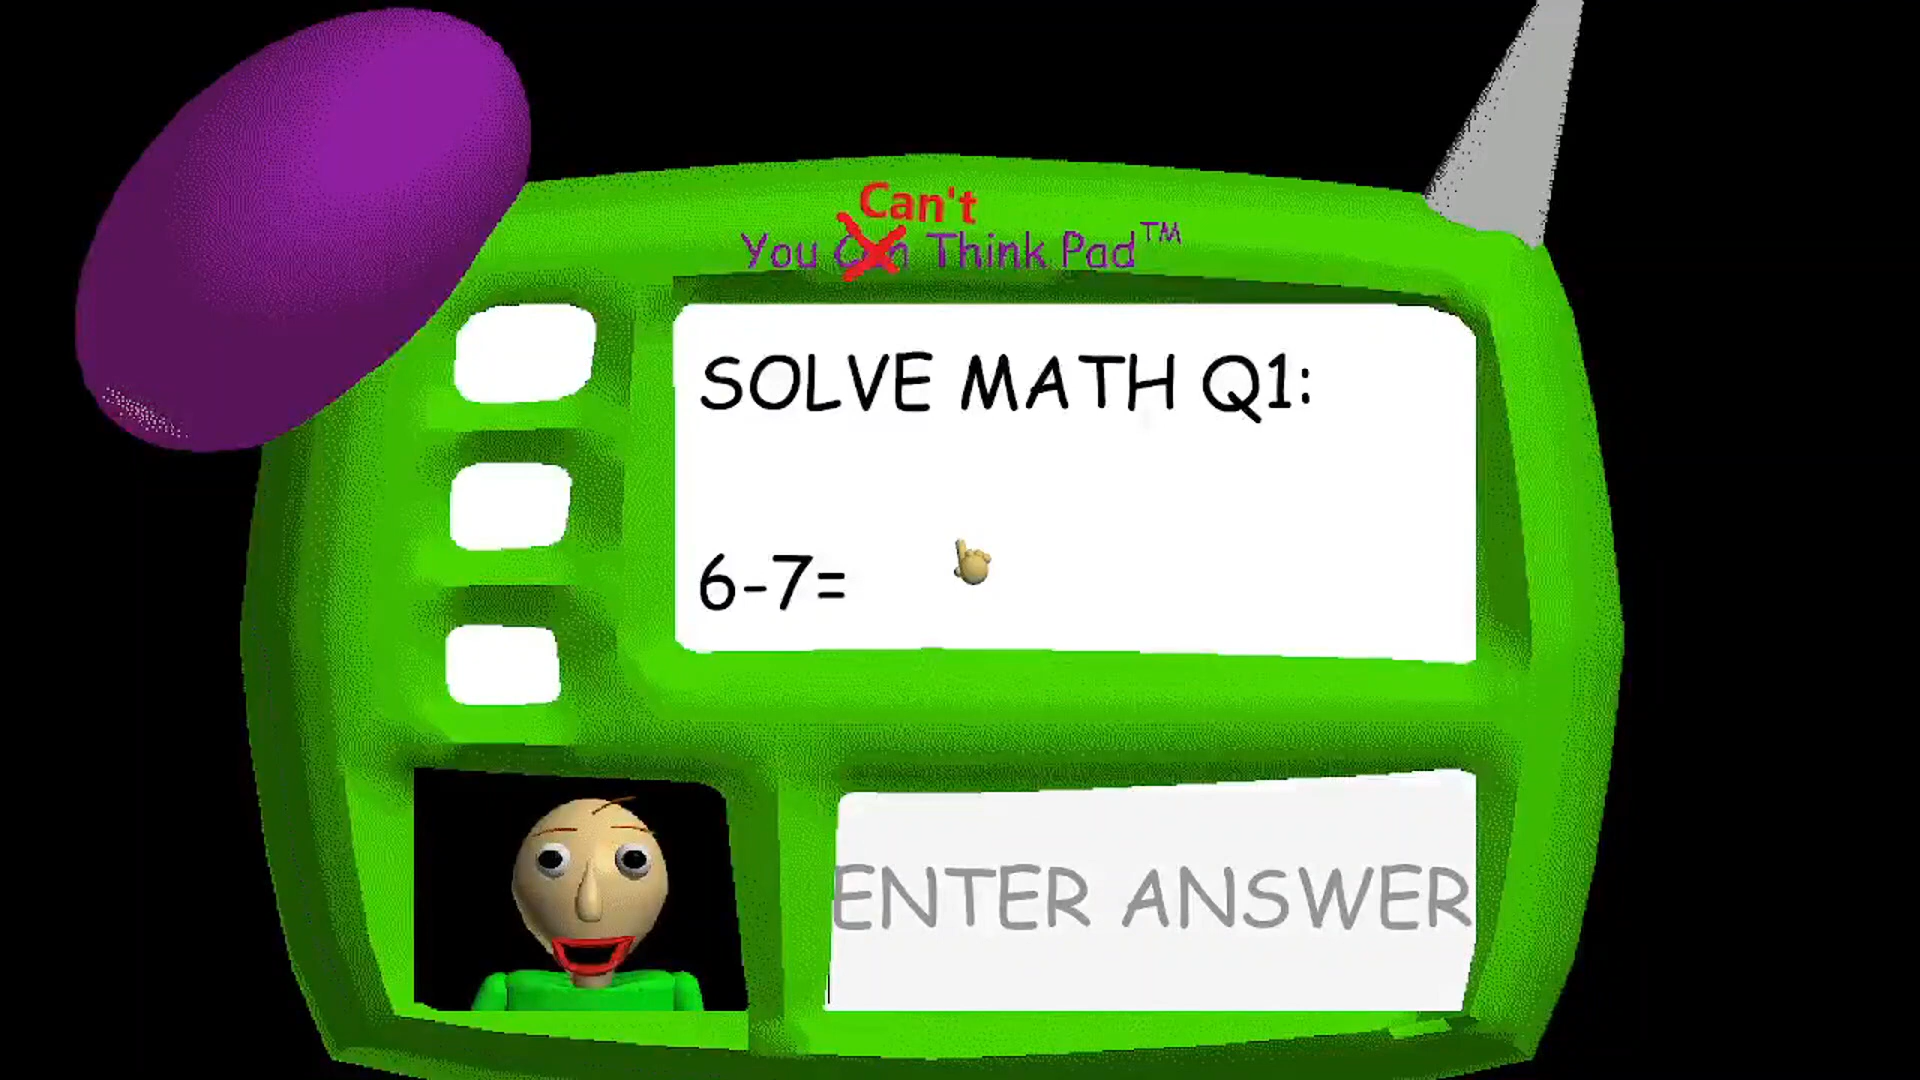 Can't
You Can Think Pad™
SOLVE MATH Q1:
6-7=
ENTER ANSWER